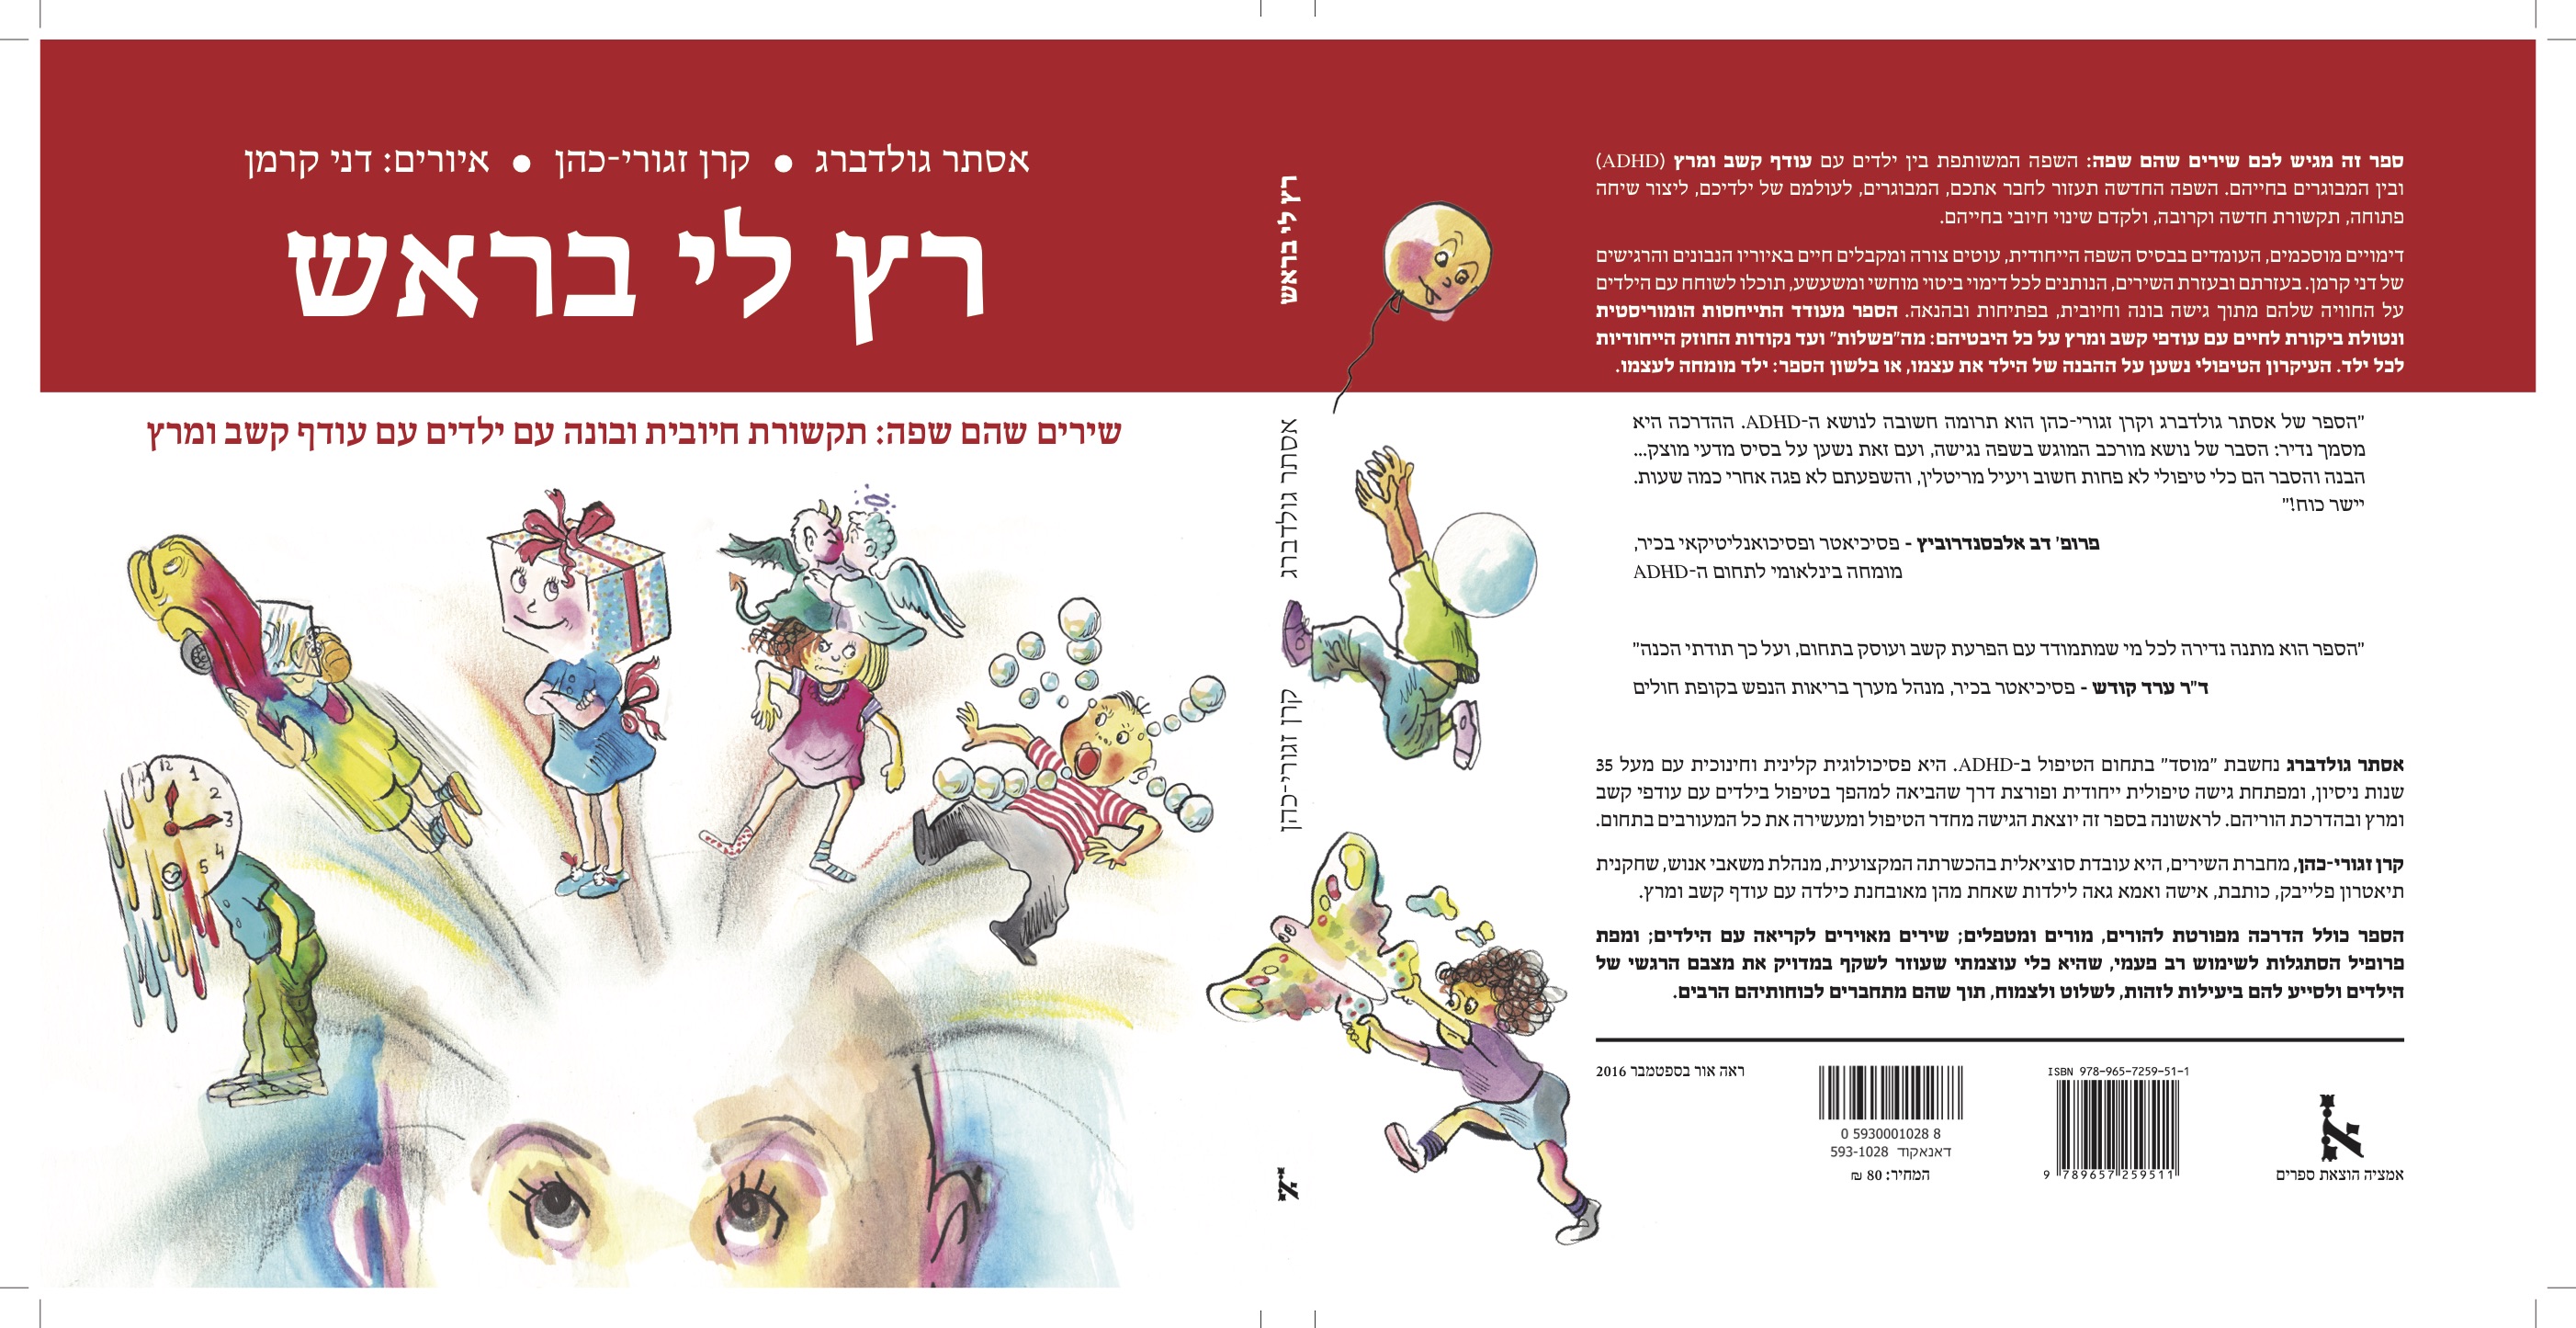 אסתר גולדברג ● קרן זגורי-כהן ● איורים: דני קרמן
רץ לי בראש
שירים שהם שפה: תקשורת חיובית ובונה עם ילדים עם עודף קשב ומרץ
12
1
2
3
4
5
רץ לי בראש
אסתר גולדברג
קרן זגורי-כהן
ספר זה מגיש לכם שירים שהם שפה: השפה המשותפת בין ילדים עם עודף קשב ומרץ (ADHD)
ובין המבוגרים בחייהם. השפה החדשה תעזור לחבר אתכם, המבוגרים, לעולמם של ילדיכם, ליצור שיחה
פתוחה, תקשורת חדשה וקרובה, ולקדם שינוי חיובי בחייהם.
דימויים מוסכמים, העומדים בבסיס השפה הייחודית, עוטים צורה ומקבלים חיים באיוריו הנבונים והרגישים
של דני קרמן. בעזרתם ובעזרת השירים, הנותנים לכל דימוי ביטוי מוחשי ומשעשע, תוכלו לשוחח עם הילדים
על החוויה שלהם מתוך גישה בונה וחיובית, בפתיחות ובהנאה. הספר מעודד התייחסות הומוריסטית
ונטולת ביקורת לחיים עם עודפי קשב ומרץ על כל היבטיהם: מה"פשלות" ועד נקודות החוזק הייחודיות
לכל ילד. העיקרון הטיפולי נשען על ההבנה של הילד את עצמו, או בלשון הספר: ילד מומחה לעצמו.
"הספר של אסתר גולדברג וקרן זגורי-כהן הוא תרומה חשובה לנושא ה-ADHD. ההדרכה היא
מסמך נדיר: הסבר של נושא מורכב המוגש בשפה נגישה, ועם זאת נשען על בסיס מדעי מוצק...
הבנה והסבר הם כלי טיפולי לא פחות חשוב ויעיל מריטלין, והשפעתם לא פגה אחרי כמה שעות.
יישר כוח!"
פרופ' דב אלכסנדרוביץ - פסיכיאטר ופסיכואנליטיקאי בכיר,
מומחה בינלאומי לתחום ה-ADHD
"הספר הוא מתנה נדירה לכל מי שמתמודד עם הפרעת קשב ועוסק בתחום, ועל כך תודתי הכנה"
ד"ר ערד קודש - פסיכיאטר בכיר, מנהל מערך בריאות הנפש בקופת חולים
אסתר גולדברג נחשבת "מוסד" בתחום הטיפול ב-ADHD. היא פסיכולוגית קלינית וחינוכית עם מעל 35
שנות ניסיון, ומפתחת גישה טיפולית ייחודית ופורצת דרך שהביאה למהפך בטיפול בילדים עם עודפי קשב
ומרץ ובהדרכת הוריהם. לראשונה בספר זה יוצאת הגישה מחדר הטיפול ומעשירה את כל המעורבים בתחום.
קרן זגורי-כהן, מחברת השירים, היא עובדת סוציאלית בהכשרתה המקצועית, מנהלת משאבי אנוש, שחקנית
תיאטרון פלייבק, כותבת, אישה ואמא גאה לילדות שאחת מהן מאובחנת כילדה עם עודף קשב ומרץ.
הספר כולל הדרכה מפורטת להורים, מורים ומטפלים; שירים מאוירים לקריאה עם הילדים; ומפת
פרופיל הסתגלות לשימוש רב פעמי, שהיא כלי עוצמתי שעוזר לשקף במדויק את מצבם הרגשי של
הילדים ולסייע להם ביעילות לזהות, לשלוט ולצמוח, תוך שהם מתחברים לכוחותיהם הרבים.
אמציה הוצאת ספרים
ISBN 978-965-7259-51-1
9 789657 259511
0 5930001028 8
דאנאקוד 593-1028
המחיר: 80 ₪
ראה אור בספטמבר 2016